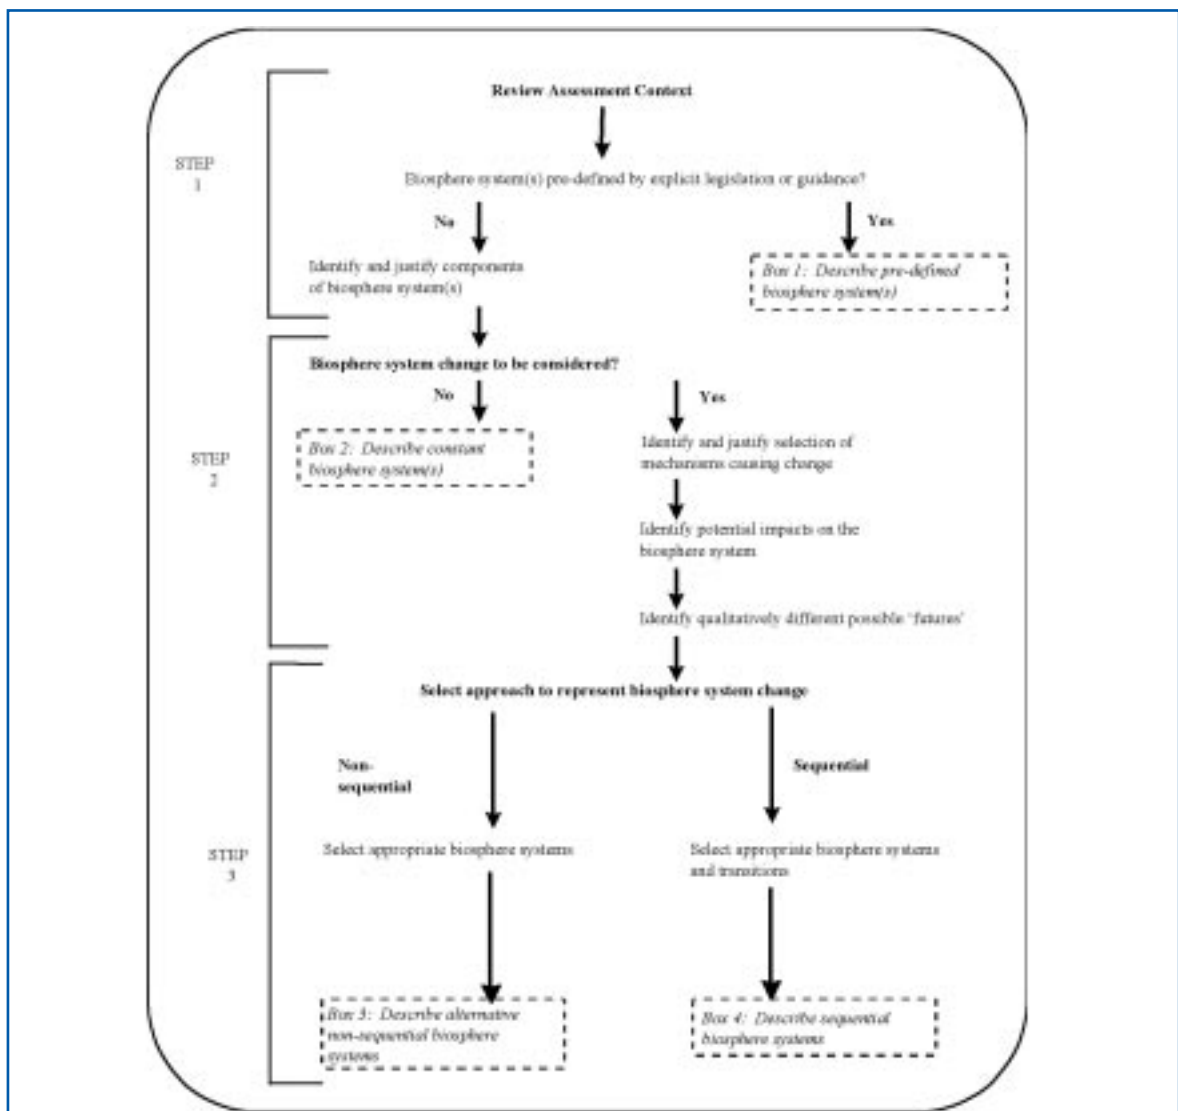 Review Assessment Context
STEP
1
Biosphere system(s) pre-defined by explicit legislation or guidance?
No
Yes
Identify and justify components
of biosphere system(s)
Box 1: Describe pre-defined
biosphere system(s)
Biosphere system change to be considered?
No
Yes
STEP
2
Box 2: Describe constant
biosphere system(s)
Identify and justify selection of
mechanisms causing change
Identify potential impacts on the
biosphere system
Identify qualitatively different possible 'futures'
Select approach to represent biosphere system change
Non-
sequential
Sequential
STEP
3
Select appropriate biosphere systems
Select appropriate biosphere systems
and transitions
Box 3: Describe alternative
non-sequential biosphere
systems
Box 4: Describe sequential
biosphere systems